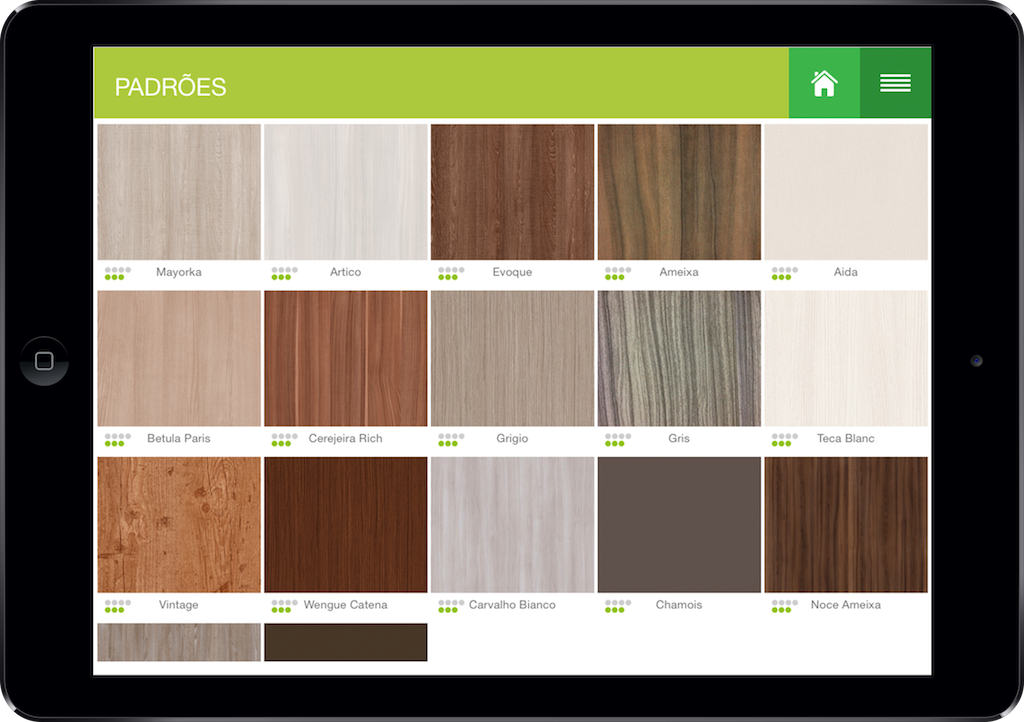 PADRÕES
Mayorka
Artico
Evoque
Ameixa
Aida
Betula Paris
Cerejeira Rich
Grigio
Gris
Teca Blanc
Vintage
Wengue Catena
Carvalho Bianco
Chamois
Noce Ameixa